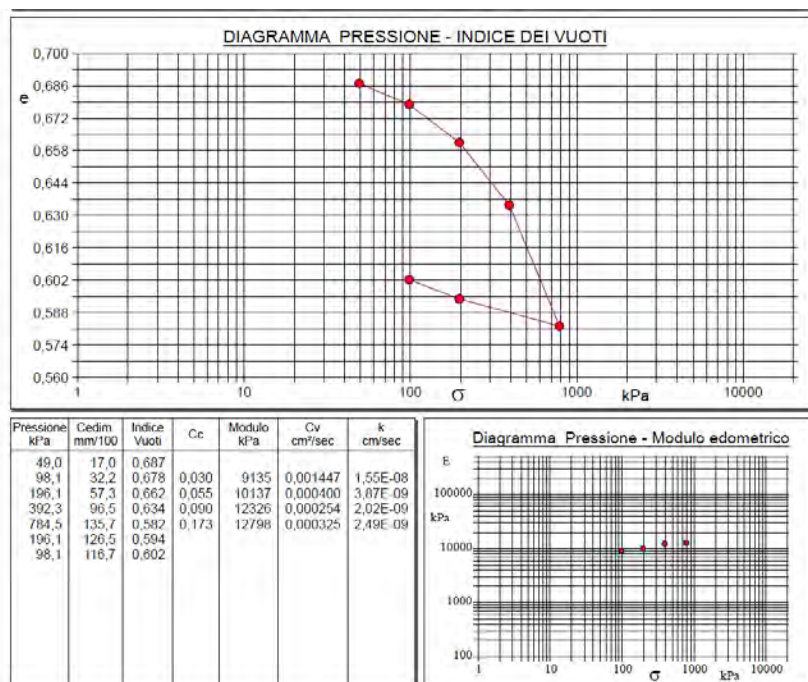 DIAGRAMMA PRESSIONE - INDICE DEI VUOTI
0,700
0,686
e
0,672
0,658
0,644
0,630
0,616
0,602
0,588
0,574
0,560
1 10 100 σ 1000 kPa 10000
Pressione kPa Cedim mm/100 Indice Vuoti Cc Modulo kPa Cv cm²/sec k cm/sec
49,0 17,0 0,687
98,1 32,2 0,678 0,030 9135 0,001447 1,55E-08
196,1 57,3 0,662 0,055 10137 0,000400 3,87E-09
392,3 96,5 0,634 0,090 12326 0,000254 2,02E-09
784,5 135,7 0,582 0,173 12798 0,000325 2,49E-09
196,1 126,5 0,594
98,1 116,7 0,602
Diagramma Pressione - Modulo edometrico
E
100000
kPa
10000
1000
100
1 10 100 σ 1000 kPa 10000